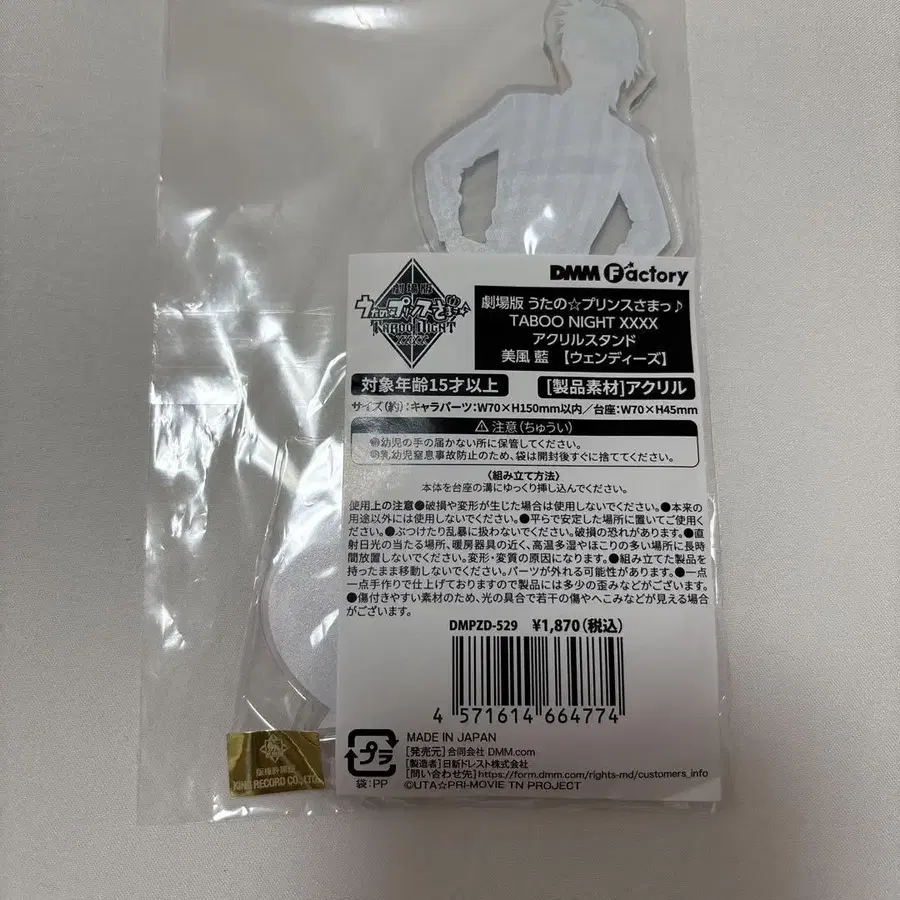 DMM Factory
劇場版
うたの☆プリンスさまっ♪
TABOO NIGHT
XXXX
劇場版 うたの☆プリンスさまっ♪
TABOO NIGHT XXXX
アクリルスタンド
美風 藍 【ウェンディーズ】
対象年齢15才以上
[製品素材]アクリル
サイズ(約):キャラパーツ:W70×H150mm以内/台座:W70×H45mm
⚠注意(ちゅうい)
●幼児の手の届かない所に保管してください。
●乳幼児窒息事故防止のため、袋は開封後すぐに捨ててください。
〈組み立て方法〉
本体を台座の溝にゆっくり挿し込んでください。
使用上の注意●破損や変形が生じた場合は使用しないでください。●本来の
用途以外には使用しないでください。●平らで安定した場所に置いてご使用く
ださい。●ぶつけたり乱暴に扱わないでください。破損の恐れがあります。●直
射日光の当たる場所、暖房器具の近く、高温多湿やほこりの多い場所に長時
間放置しないでください。変形・変質の原因になります。●組み立てた製品を
持ったまま移動しないでください。パーツが外れる可能性があります。●一点
一点手作りで仕上げておりますので製品には多少の歪みなどがございます。
●傷付きやすい素材のため、光の具合で若干の傷やへこみなどが見える場合
がございます。
DMPZD-529 ¥1,870(税込)
4 571614 664774
プラ
袋:PP
MADE IN JAPAN
[発売元]合同会社 DMM.com
[製造者]日新ドレスト株式会社
[問い合わせ先]https://form.dmm.com/rights-md/customers_info
©UTA☆PRI-MOVIE TN PROJECT
版権許諾証
KING RECORD CO.,LTD.